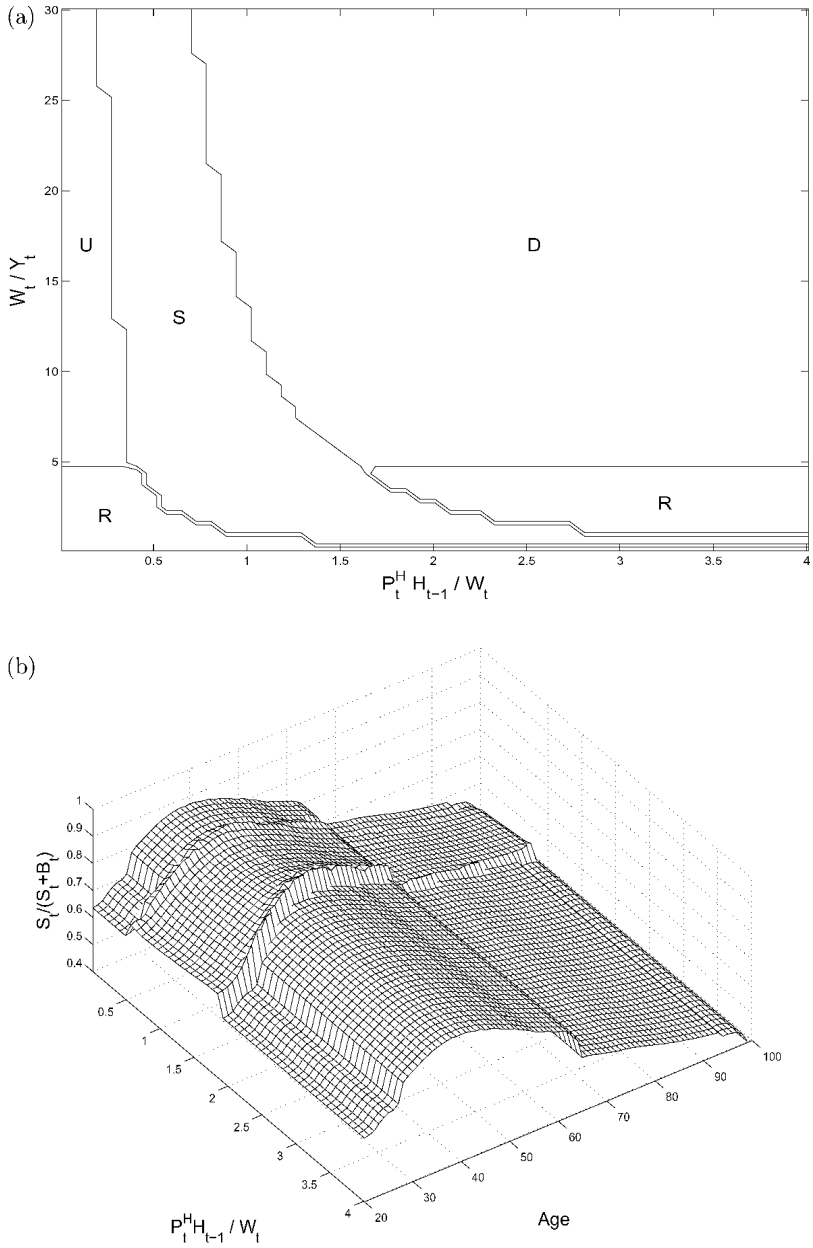 (a)
30
25
20
15
10
5
W_t / Y_t
U
S
D
R
R
0.5 1 1.5 2 2.5 3 3.5 4
P_t^H H_{t−1} / W_t
(b)
1
0.9
0.8
0.7
0.6
0.5
0.4
S_t/(S_t+B_t)
0.5
1
1.5
2
2.5
3
3.5
4
P_t^H H_{t−1} / W_t
20
30
40
50
60
70
80
90
100
Age